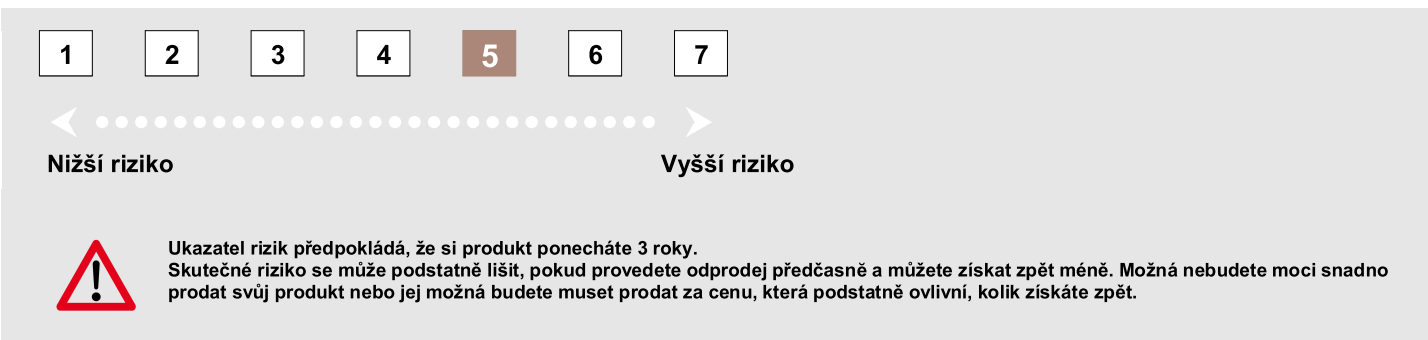 1 2 3 4 5 6 7
Nižší riziko Vyšší riziko
Ukazatel rizik předpokládá, že si produkt ponecháte 3 roky.
Skutečné riziko se může podstatně lišit, pokud provedete odprodej předčasně a můžete získat zpět méně. Možná nebudete moci snadno
prodat svůj produkt nebo jej možná budete muset prodat za cenu, která podstatně ovlivní, kolik získáte zpět.